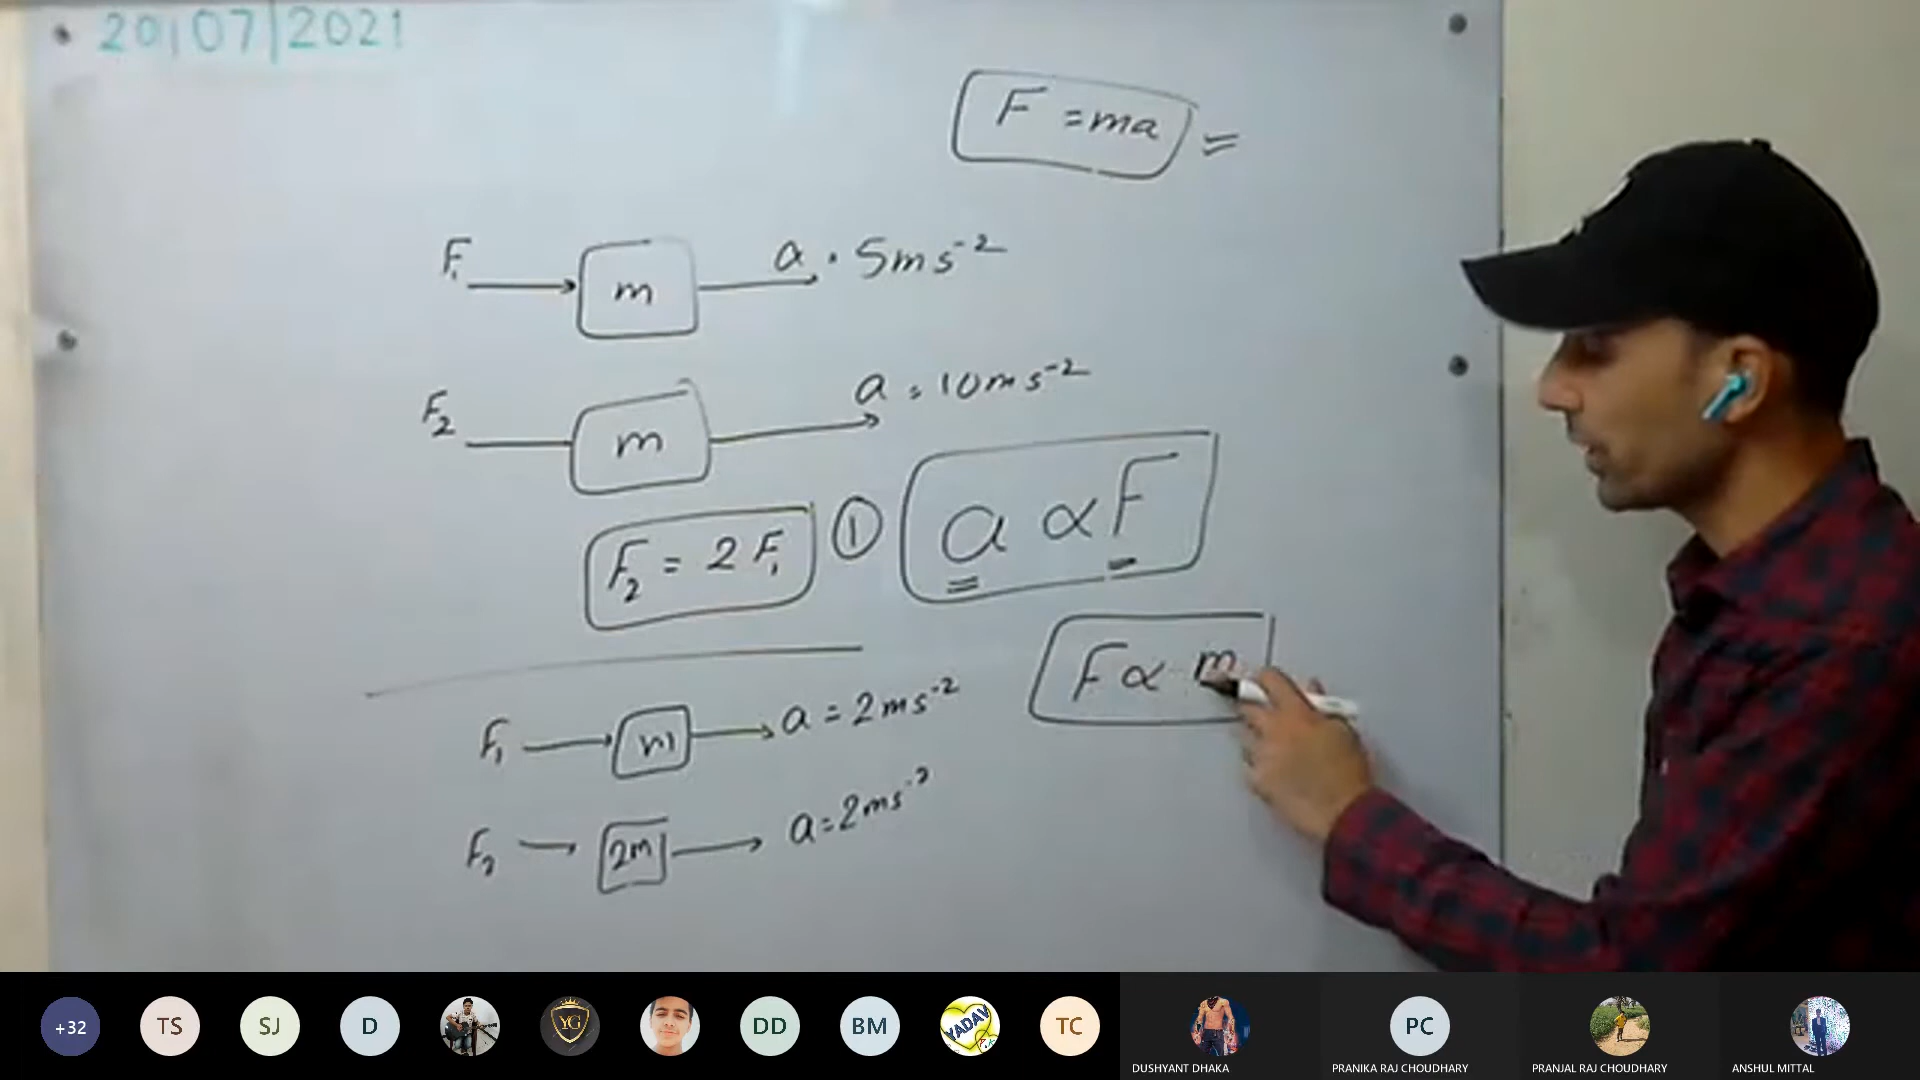 20/07/2021
F = ma =
F₁ → m → a = 5ms⁻²
F₂ → m → a = 10ms⁻²
F₂ = 2F₁ ① a ∝ F
F ∝ m
F₁ → m → a = 2ms⁻²
F₂ → 2m → a = 2ms⁻²
+32 TS SJ D YG DD BM YADAV TC PC
DUSHYANT DHAKA PRANIKA RAJ CHOUDHARY PRANJAL RAJ CHOUDHARY ANSHUL MITTAL